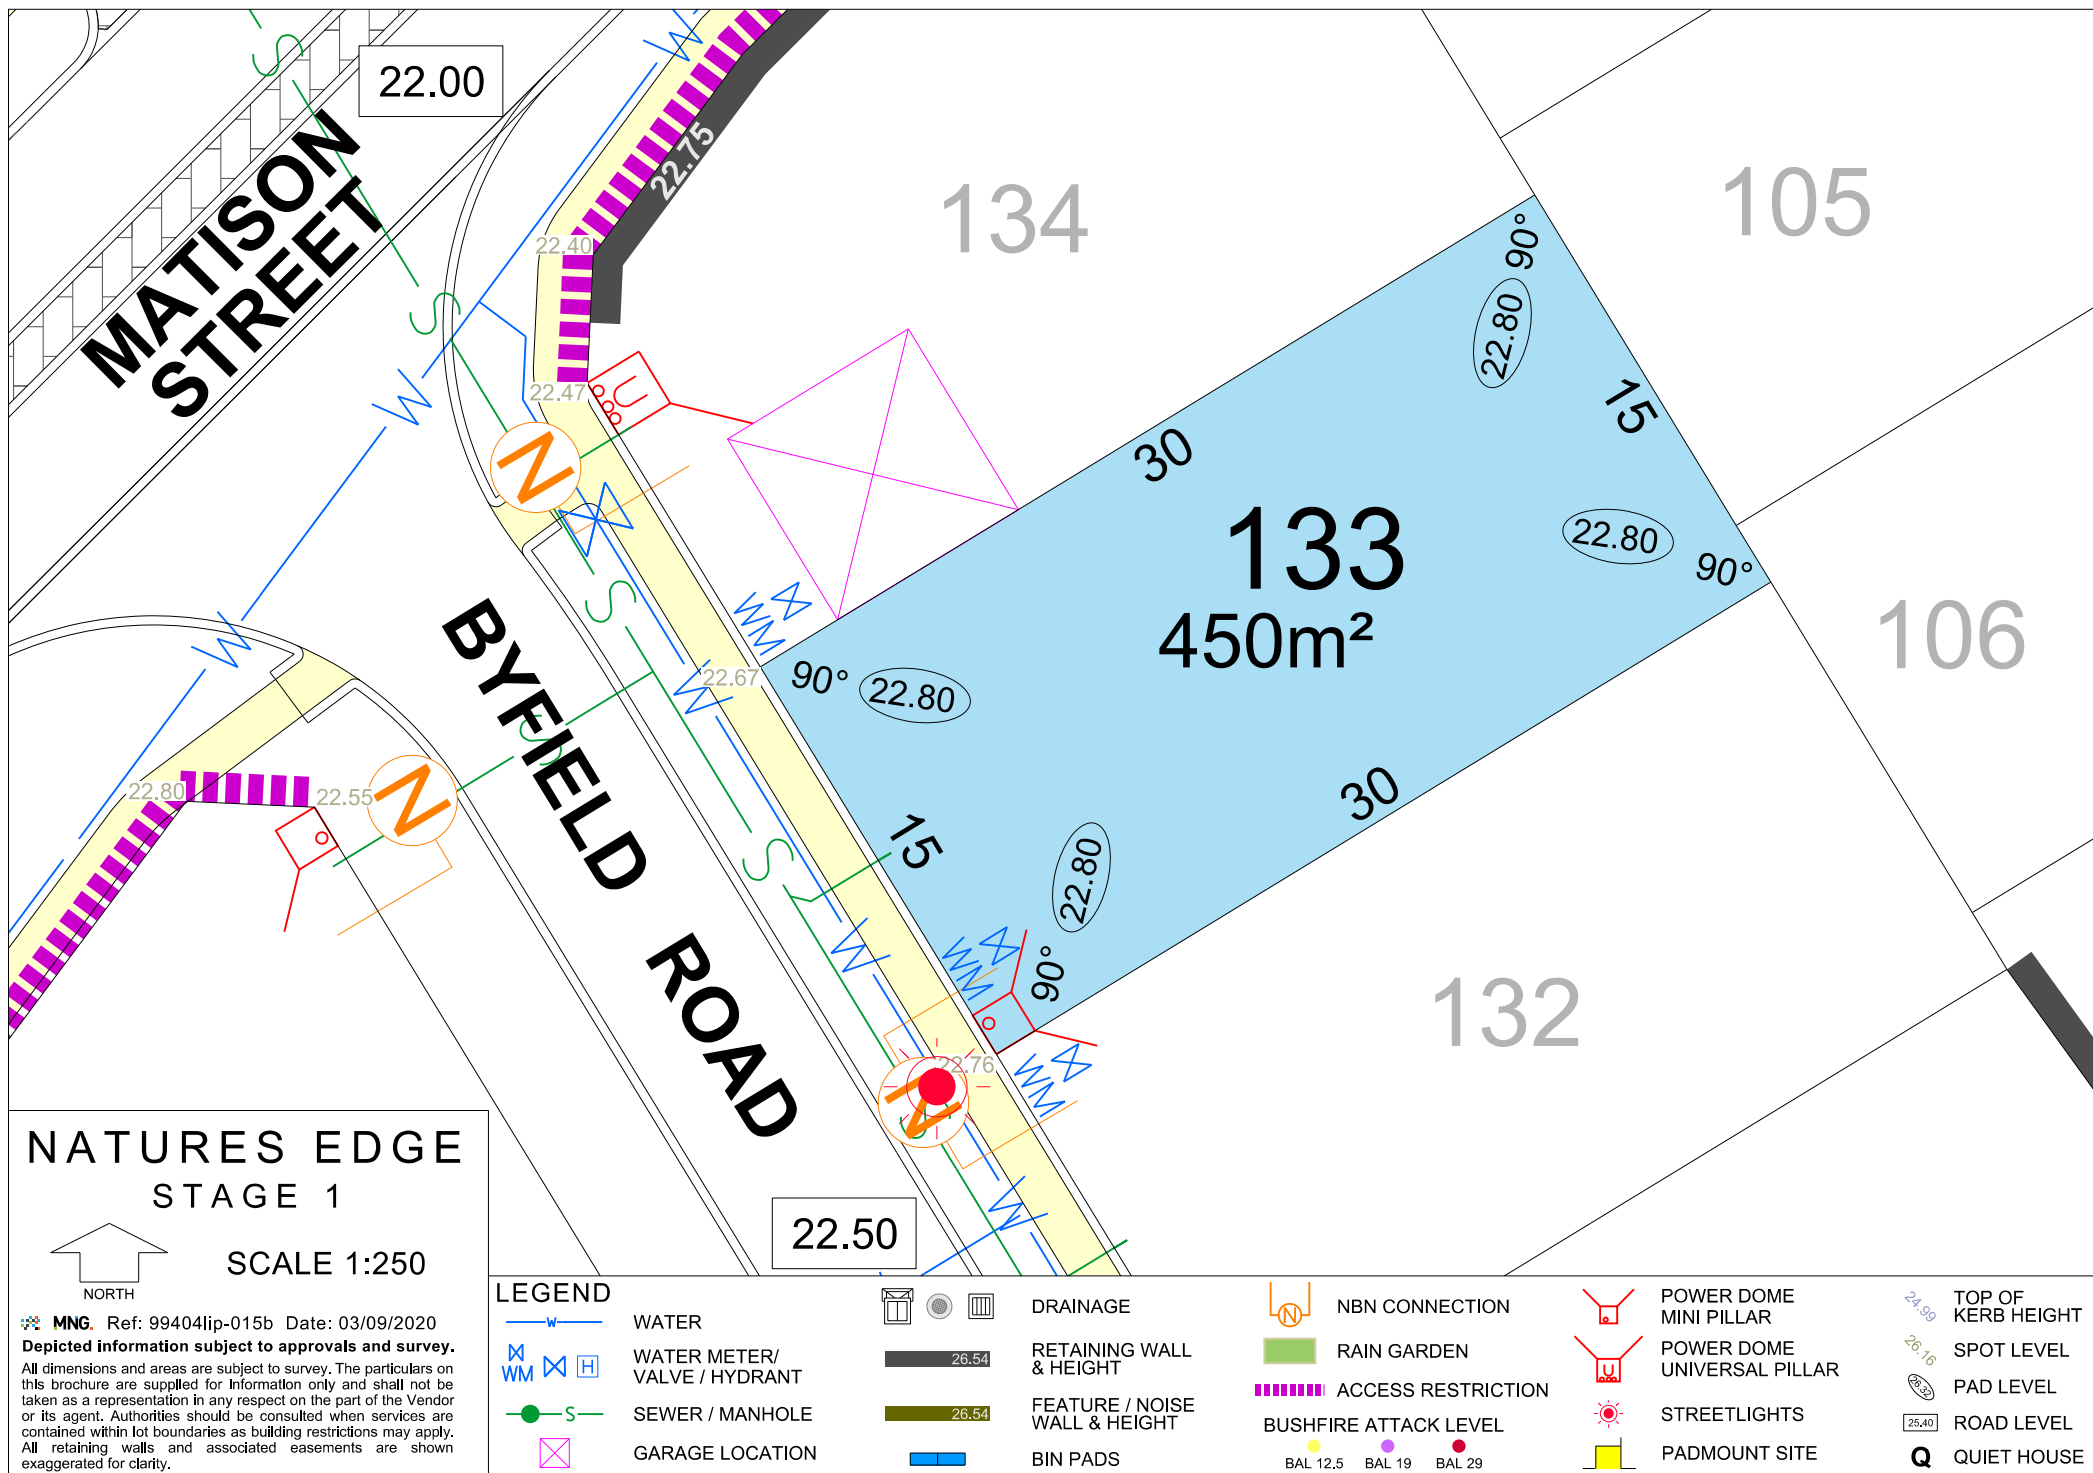 22.00
MATISON
STREET
S
W
22.75
22.40
22.47
U
N
134
105
90°
22.80
15
30
133
450m²
22.80
90°
106
S
W
W
S
W
WM
22.67
90°
22.80
BYFIELD ROAD
S
N
22.80
22.55
15
30
S
W
22.80
90°
WM
132
22.76
N
S
WM
W
22.50
NATURES EDGE
STAGE 1
SCALE 1:250
NORTH
MNG. Ref: 99404lip-015b Date: 03/09/2020
Depicted information subject to approvals and survey.
All dimensions and areas are subject to survey. The particulars on
this brochure are supplied for information only and shall not be
taken as a representation in any respect on the part of the Vendor
or its agent. Authorities should be consulted when services are
contained within lot boundaries as building restrictions may apply.
All retaining walls and associated easements are shown
exaggerated for clarity.
LEGEND
W WATER
WM H WATER METER/
VALVE / HYDRANT
S SEWER / MANHOLE
GARAGE LOCATION
DRAINAGE
26.54 RETAINING WALL
& HEIGHT
26.54 FEATURE / NOISE
WALL & HEIGHT
BIN PADS
N NBN CONNECTION
RAIN GARDEN
ACCESS RESTRICTION
BUSHFIRE ATTACK LEVEL
BAL 12.5 BAL 19 BAL 29
POWER DOME
MINI PILLAR
U POWER DOME
UNIVERSAL PILLAR
STREETLIGHTS
PADMOUNT SITE
24.99 TOP OF
KERB HEIGHT
26.16 SPOT LEVEL
26.32 PAD LEVEL
25.40 ROAD LEVEL
Q QUIET HOUSE